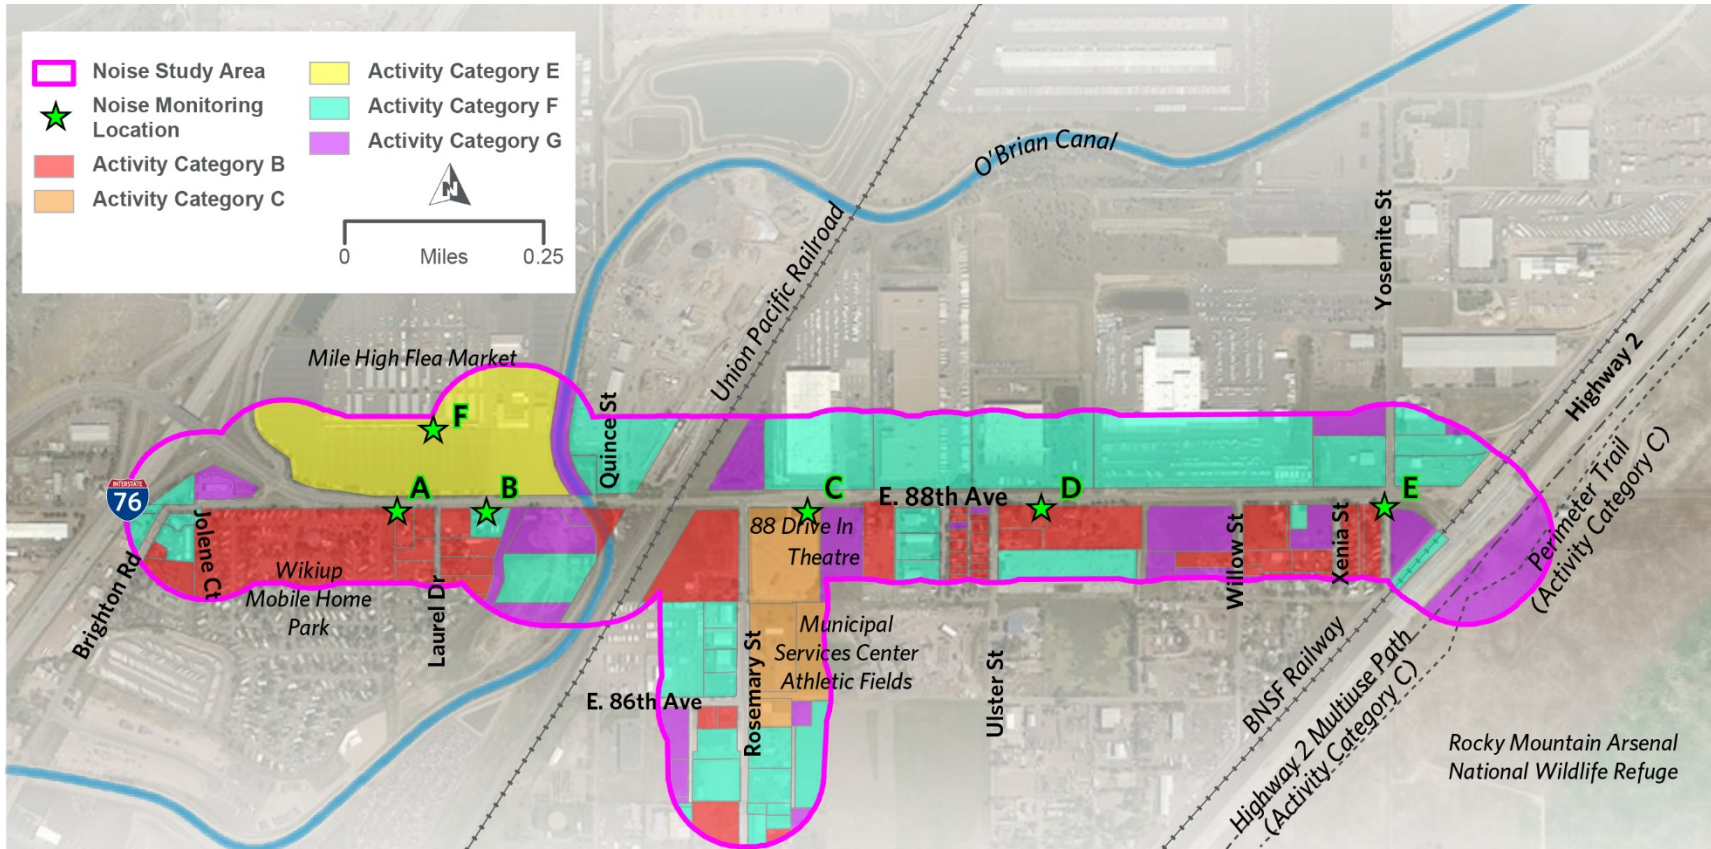 Noise Study Area
Noise Monitoring
Location
Activity Category B
Activity Category C
Activity Category E
Activity Category F
Activity Category G
N
0
Miles
0.25
O'Brian Canal
Union Pacific Railroad
Yosemite St
Highway 2
Mile High Flea Market
Quince St
Perimeter Trail
(Activity Category C)
F
A
B
C
D
E
E. 88th Ave
INTERSTATE
76
Jolene Ct
Brighton Rd
88 Drive In
Theatre
Wikiup
Mobile Home
Park
Laurel Dr
Willow St
Xenia St
Municipal
Services Center
Athletic Fields
Rosemary St
E. 86th Ave
Ulster St
BNSF Railway
Highway 2 Multiuse Path
(Activity Category C)
Rocky Mountain Arsenal
National Wildlife Refuge